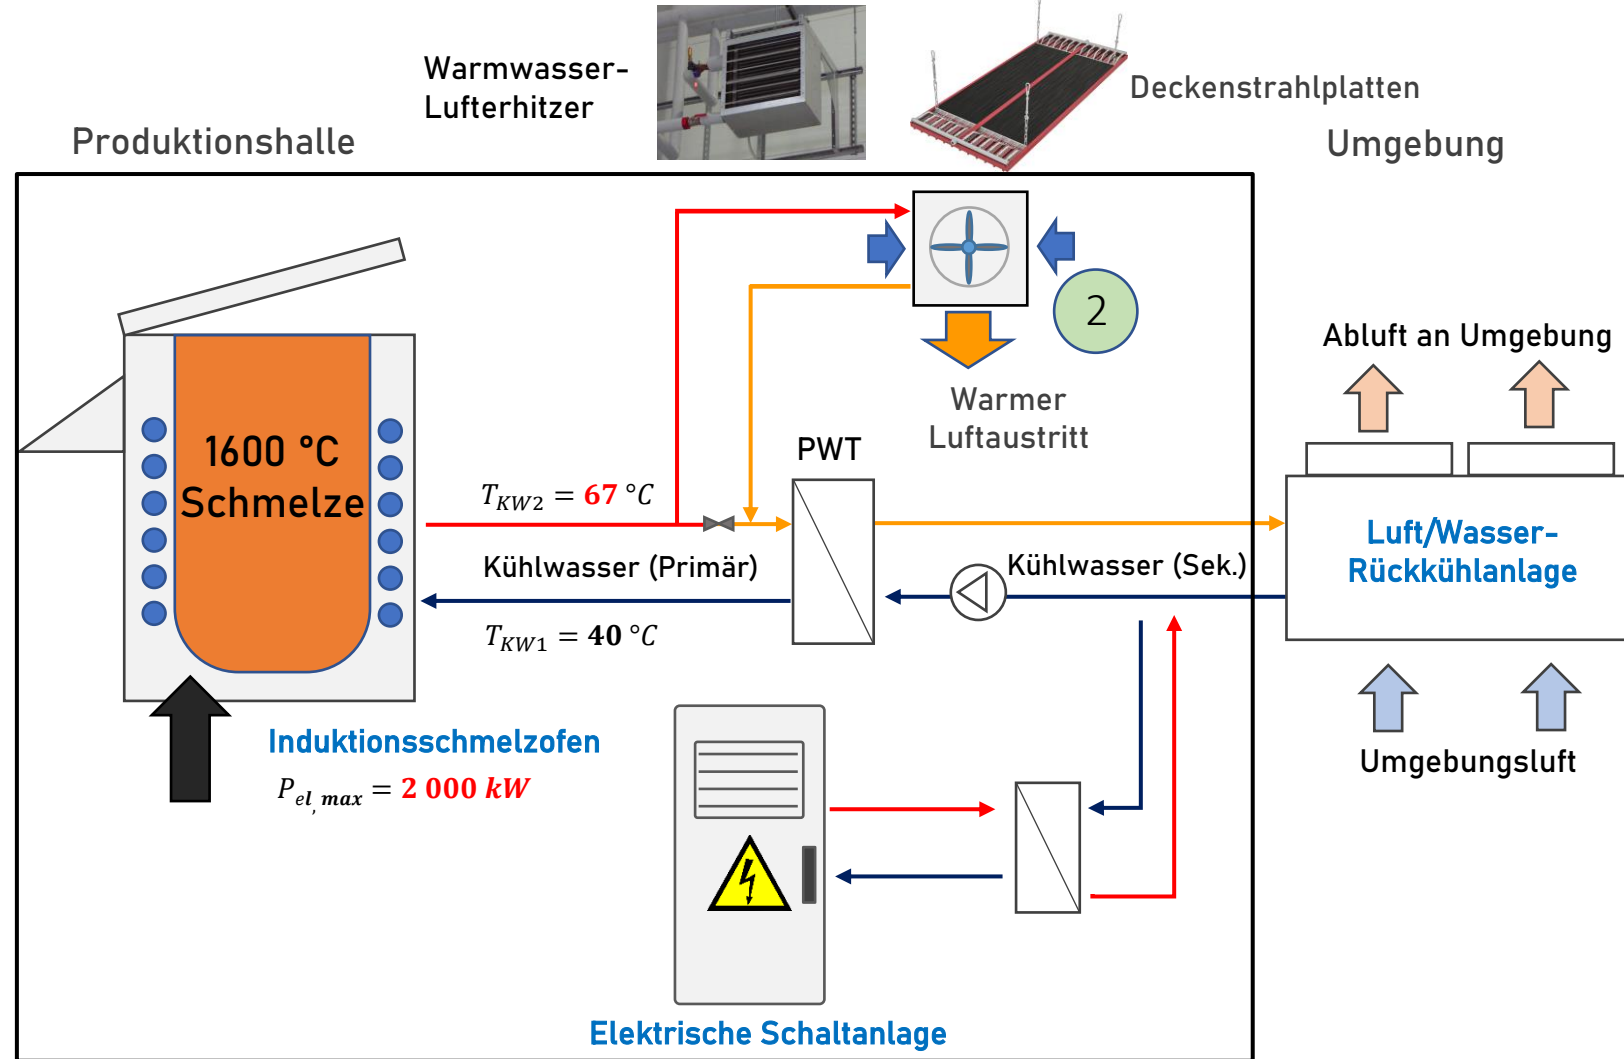 Warmwasser-
Lufterhitzer
Deckenstrahlplatten
Produktionshalle
Umgebung
2
Abluft an Umgebung
Warmer
Luftaustritt
1600 °C
Schmelze
PWT
T_KW2 = 67 °C
Kühlwasser (Primär)
Kühlwasser (Sek.)
Luft/Wasser-
Rückkühlanlage
T_KW1 = 40 °C
Induktionsschmelzofen
P_el,max = 2 000 kW
Umgebungsluft
Elektrische Schaltanlage